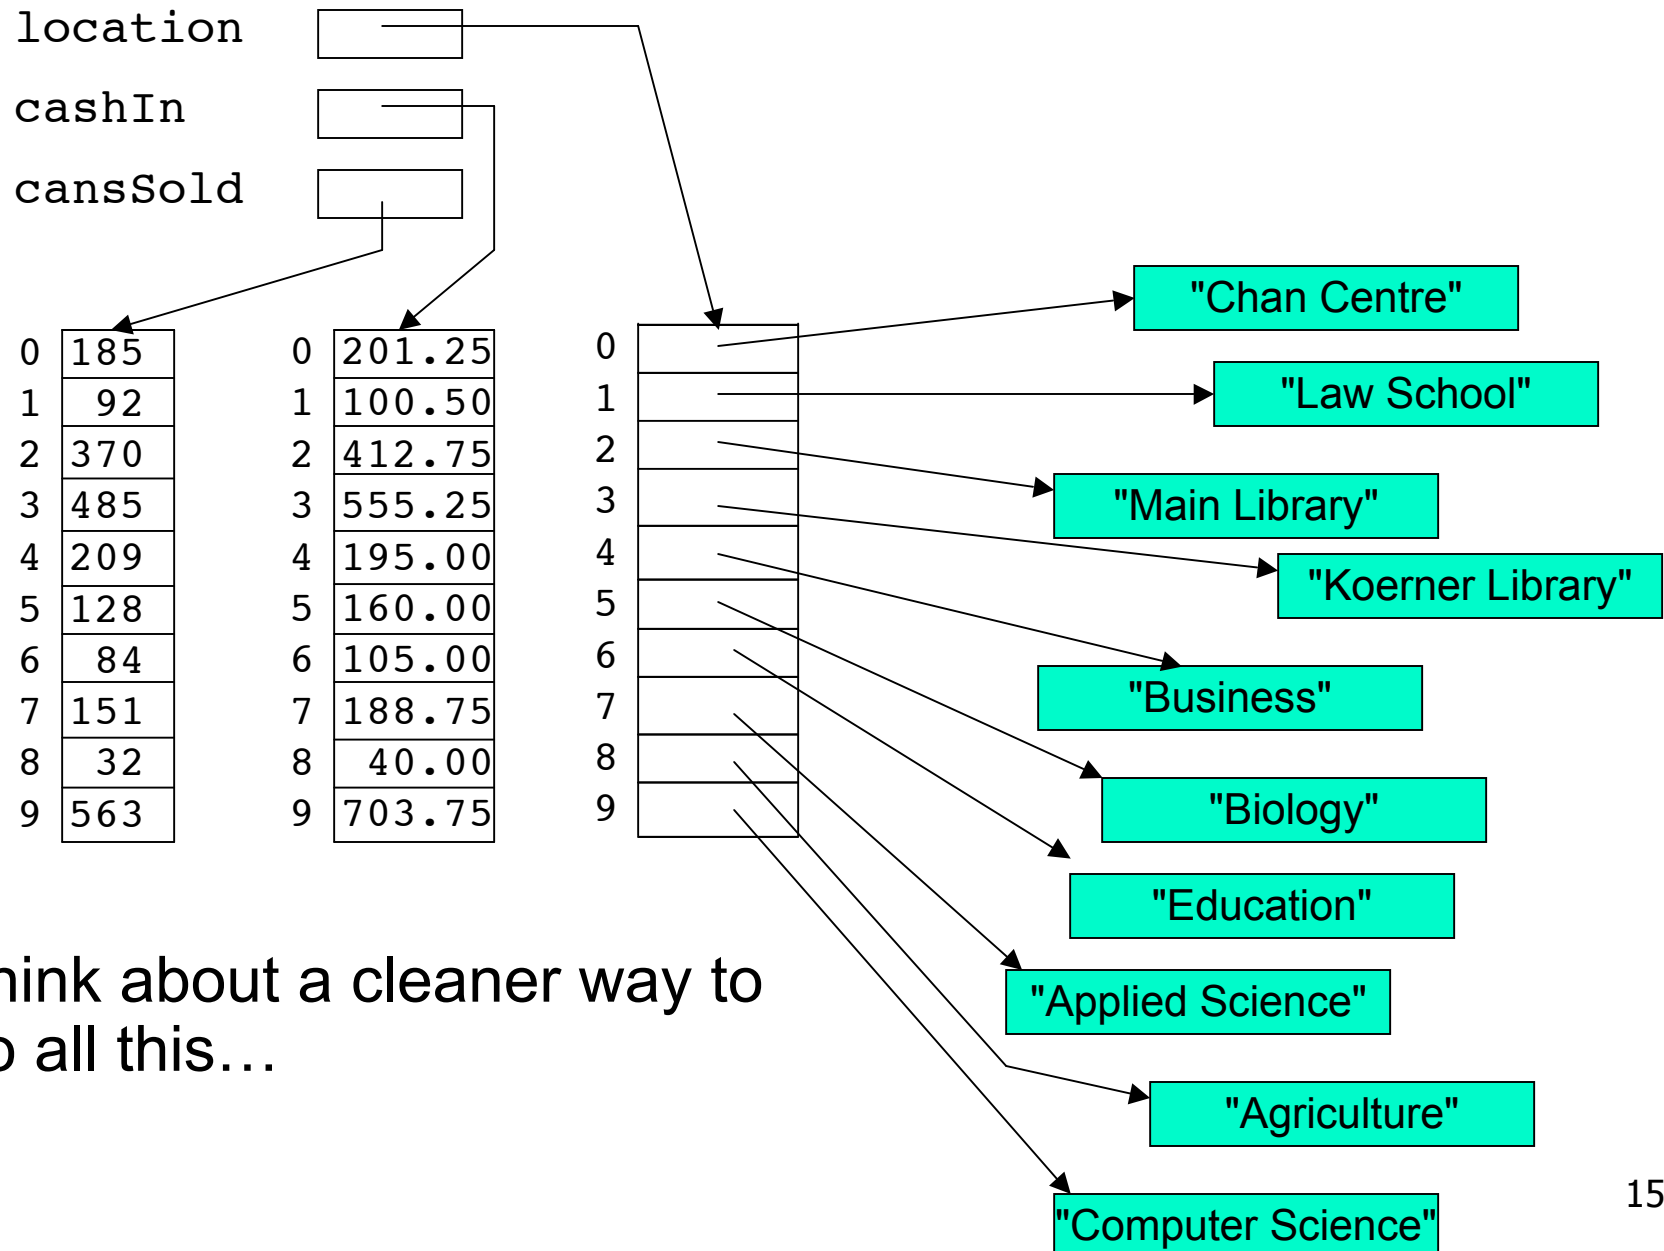 location
cashIn
cansSold
0 185
1 92
2 370
3 485
4 209
5 128
6 84
7 151
8 32
9 563
0 201.25
1 100.50
2 412.75
3 555.25
4 195.00
5 160.00
6 105.00
7 188.75
8 40.00
9 703.75
0
1
2
3
4
5
6
7
8
9
"Chan Centre"
"Law School"
"Main Library"
"Koerner Library"
"Business"
"Biology"
"Education"
"Applied Science"
"Agriculture"
"Computer Science"
hink about a cleaner way to
o all this…
15